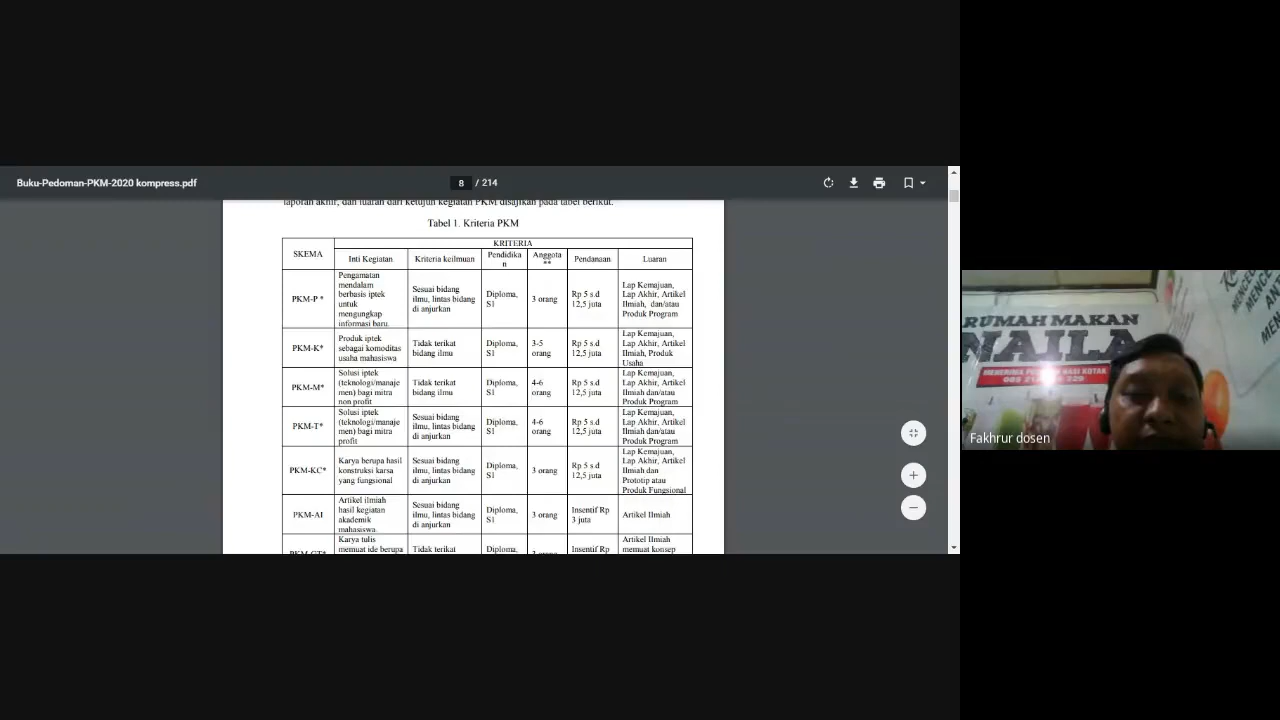 Buku-Pedoman-PKM-2020 kompress.pdf
8 / 214
laporan akhir, dan luaran dari ketujuh kegiatan PKM disajikan pada tabel berikut.
Tabel 1. Kriteria PKM
SKEMA
KRITERIA
Inti Kegiatan
Kriteria keilmuan
Pendidika
n
Anggota
**
Pendanaan
Luaran
PKM-P *
Pengamatan
mendalam
berbasis iptek
untuk
mengungkap
informasi baru.
Sesuai bidang
ilmu, lintas bidang
di anjurkan
Diploma,
S1
3 orang
Rp 5 s.d
12,5 juta
Lap Kemajuan,
Lap Akhir, Artikel
Ilmiah, dan/atau
Produk Program
PKM-K*
Produk iptek
sebagai komoditas
usaha mahasiswa
Tidak terikat
bidang ilmu
Diploma,
S1
3-5
orang
Rp 5 s.d
12,5 juta
Lap Kemajuan,
Lap Akhir, Artikel
Ilmiah, Produk
Usaha
PKM-M*
Solusi iptek
(teknologi/manaje
men) bagi mitra
non profit
Tidak terikat
bidang ilmu
Diploma,
S1
4-6
orang
Rp 5 s.d
12,5 juta
Lap Kemajuan,
Lap Akhir, Artikel
Ilmiah dan/atau
Produk Program
PKM-T*
Solusi iptek
(teknologi/manaje
men) bagi mitra
profit
Sesuai bidang
ilmu, lintas bidang
di anjurkan
Diploma,
S1
4-6
orang
Rp 5 s.d
12,5 juta
Lap Kemajuan,
Lap Akhir, Artikel
Ilmiah dan/atau
Produk Program
PKM-KC*
Karya berupa hasil
konstruksi karsa
yang fungsional
Sesuai bidang
ilmu, lintas bidang
di anjurkan
Diploma,
S1
3 orang
Rp 5 s.d
12,5 juta
Lap Kemajuan,
Lap Akhir, Artikel
Ilmiah dan
Prototip atau
Produk Fungsional
PKM-AI
Artikel ilmiah
hasil kegiatan
akademik
mahasiswa.
Sesuai bidang
ilmu, lintas bidang
di anjurkan
Diploma,
S1
3 orang
Insentif Rp
3 juta
Artikel Ilmiah
PKM-GT*
Karya tulis
memuat ide berupa
Tidak terikat
Diploma,
3 orang
Insentif Rp
Artikel Ilmiah
memuat konsep
RUMAH MAKAN
NAILA
MENERIMA NASI KOTAK
Fakhrur dosen